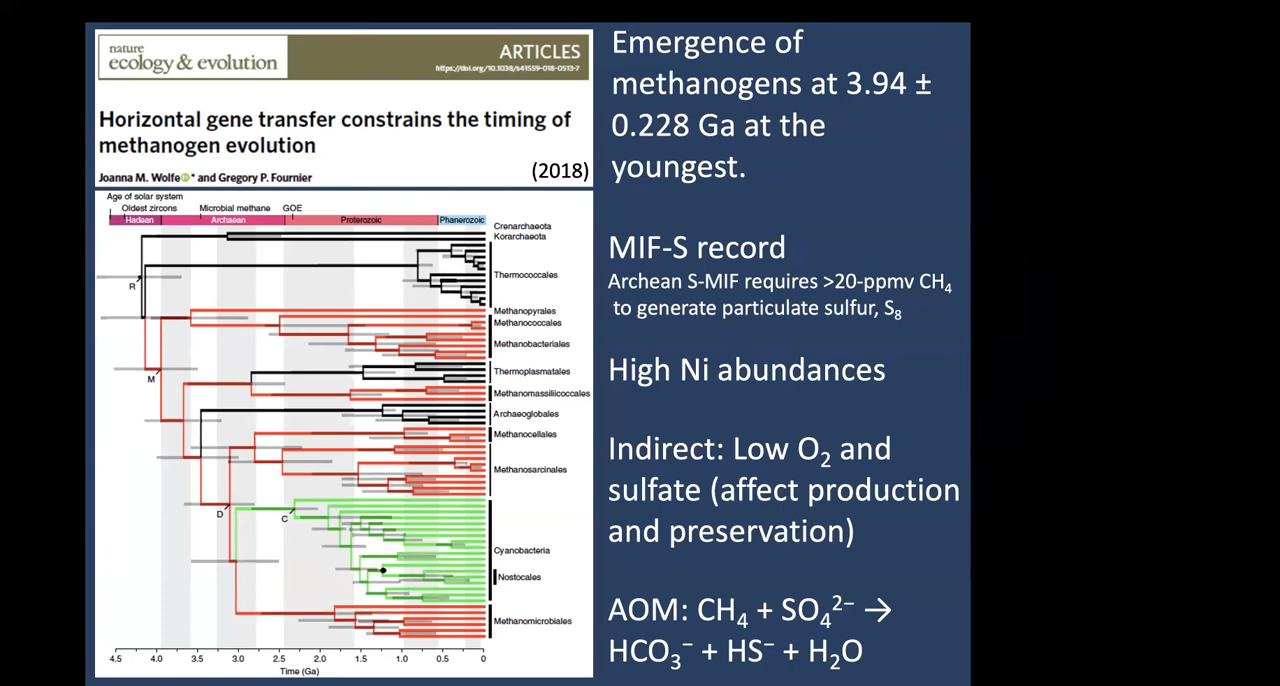 nature
ecology & evolution
ARTICLES
https://doi.org/10.1038/s41559-018-0513-7
Horizontal gene transfer constrains the timing of
methanogen evolution
(2018)
Joanna M. Wolfe * and Gregory P. Fournier
Age of solar system
Oldest zircons
Microbial methane
GOE
Hadean
Archaean
Proterozoic
Phanerozoic
Crenarchaeota
Korarchaeota
Thermococcales
R
Methanopyrales
Methanococcales
Methanobacteriales
Thermoplasmatales
M
Methanomassiliicoccales
Archaeoglobales
Methanocellales
Methanosarcinales
D
C
Cyanobacteria
Nostocales
Methanomicrobiales
4.5 4.0 3.5 3.0 2.5 2.0 1.5 1.0 0.5 0
Time (Ga)
Emergence of
methanogens at 3.94 ±
0.228 Ga at the
youngest.
MIF-S record
Archean S-MIF requires >20-ppmv CH₄
to generate particulate sulfur, S₈
High Ni abundances
Indirect: Low O₂ and
sulfate (affect production
and preservation)
AOM: CH₄ + SO₄²⁻ →
HCO₃⁻ + HS⁻ + H₂O